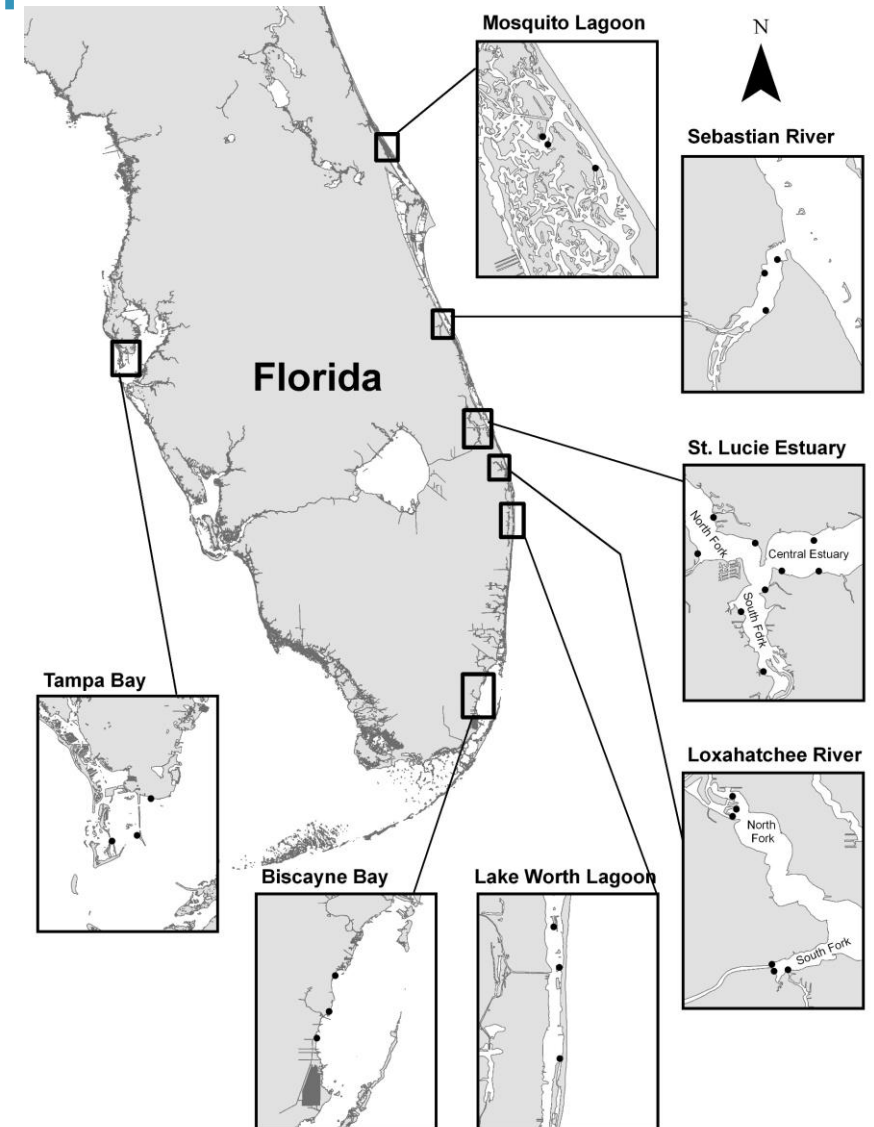 Mosquito Lagoon
N
Sebastian River
Florida
St. Lucie Estuary
North Fork
Central Estuary
South Fork
Tampa Bay
Loxahatchee River
North
Fork
South Fork
Biscayne Bay
Lake Worth Lagoon